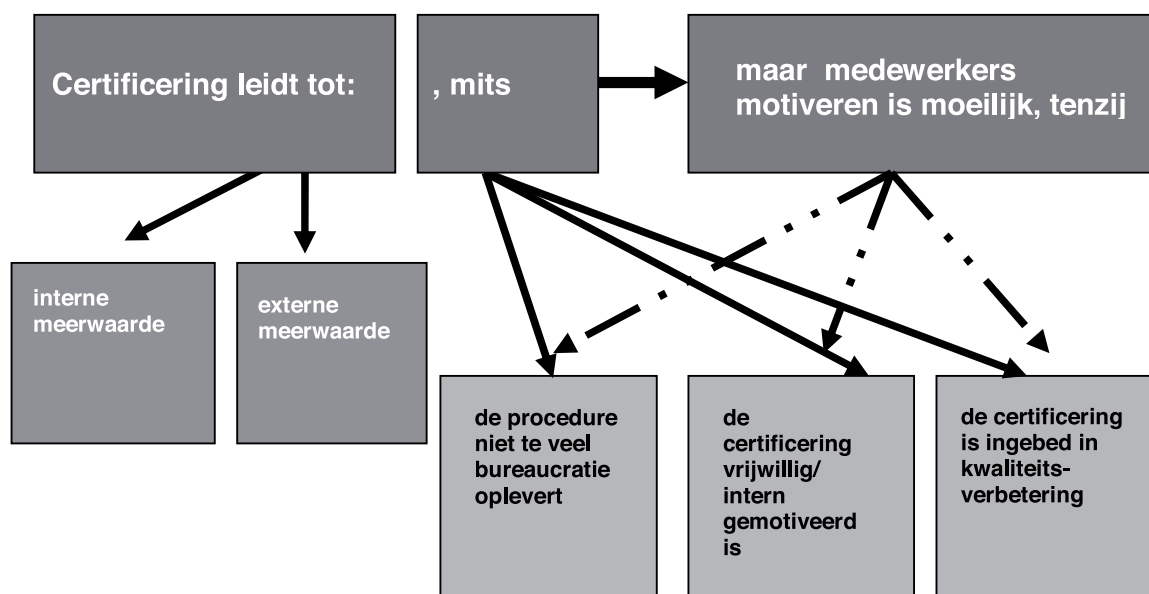 Certificering leidt tot:
, mits
maar medewerkers
motiveren is moeilijk, tenzij
interne
meerwaarde
externe
meerwaarde
de procedure
niet te veel
bureaucratie
oplevert
de
certificering
vrijwillig/
intern
gemotiveerd
is
de certificering
is ingebed in
kwaliteits-
verbetering